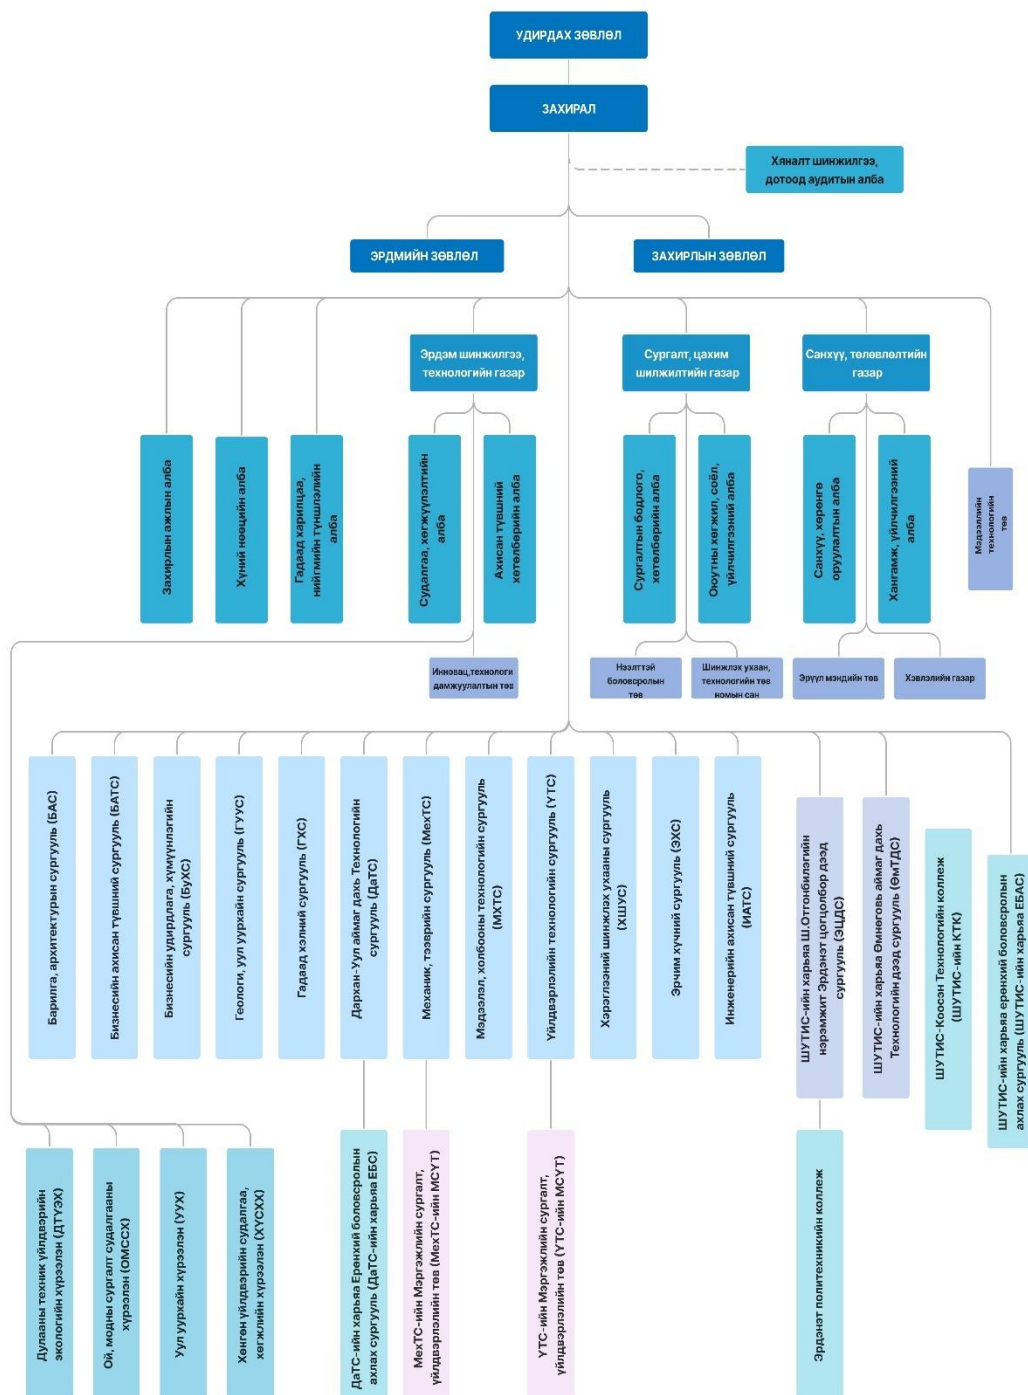 УДИРДАХ ЗӨВЛӨЛ
ЗАХИРАЛ
Хяналт шинжилгээ,
дотоод аудитын алба
ЭРДМИЙН ЗӨВЛӨЛ
ЗАХИРЛЫН ЗӨВЛӨЛ
Эрдэм шинжилгээ,
технологийн газар
Сургалт, цахим
шилжилтийн газар
Санхүү, төлөвлөлтийн
газар
Захирлын ажлын алба
Хүний нөөцийн алба
Гадаад харилцаа,
нийгмийн түншлэлийн
алба
Судалгаа, хөгжүүлэлтийн
алба
Ахисан түвшний
хөтөлбөрийн алба
Сургалтын бодлого,
хөтөлбөрийн алба
Оюутны хөгжил, соёл,
үйлчилгээний алба
Санхүү, хөрөнгө
оруулалтын алба
Хангамж, үйлчилгээний
алба
Мэдээллийн
технологийн
төв
Инновац,технологи
дамжуулалтын төв
Нээлттэй
боловсролын
төв
Шинжлэх ухаан,
технологийн төв
номын сан
Эрүүл мэндийн төв
Хэвлэлийн газар
Барилга, архитектурын сургууль (БАС)
Бизнесийн ахисан түвшний сургууль (БАТС)
Бизнесийн удирдлага, хүмүүнлэгийн
сургууль (БуХС)
Геологи, уул уурхайн сургууль (ГУУС)
Гадаад хэлний сургууль (ГХС)
Дархан-Уул аймаг дахь Технологийн
сургууль (ДаТС)
Механик, тээврийн сургууль (МехТС)
Мэдээлэл, холбооны технологийн сургууль
(МХТС)
Үйлдвэрлэлийн технологийн сургууль (ҮТС)
Хэрэглээний шинжлэх ухааны сургууль
(ХШУС)
Эрчим хүчний сургууль (ЭХС)
Инженерийн ахисан түвшний сургууль
(ИАТС)
ШУТИС-ийн харьяа Ш.Отгонбилэгийн
нэрэмжит Эрдэнэт цогцолбор дээд
сургууль (ЭЦДС)
ШУТИС-ийн харьяа Өмнөговь аймаг дахь
Технологийн дээд сургууль (ӨмТДС)
ШУТИС-Коосэн Технологийн коллеж
(ШУТИС-ийн КТК)
ШУТИС-ийн харьяа ерөнхий боловсролын
ахлах сургууль (ШУТИС-ийн харьяа ЕБАС)
Дулааны техник үйлдвэрийн
экологийн хүрээлэн (ДТҮЭХ)
Ой, модны сургалт судалгааны
хүрээлэн (ОМССХ)
Уул уурхайн хүрээлэн (УУХ)
Хөнгөн үйлдвэрийн судалгаа,
хөгжлийн хүрээлэн (ХҮСХХ)
ДаТС-ийн харьяа Ерөнхий боловсролын
ахлах сургууль (ДаТС-ийн харьяа ЕБС)
МехТС-ийн Мэргэжлийн сургалт,
үйлдвэрлэлийн төв (МехТС-ийн МСҮТ)
ҮТС-ийн Мэргэжлийн сургалт,
үйлдвэрлэлийн төв (ҮТС-ийн МСҮТ)
Эрдэнэт политехникийн коллеж